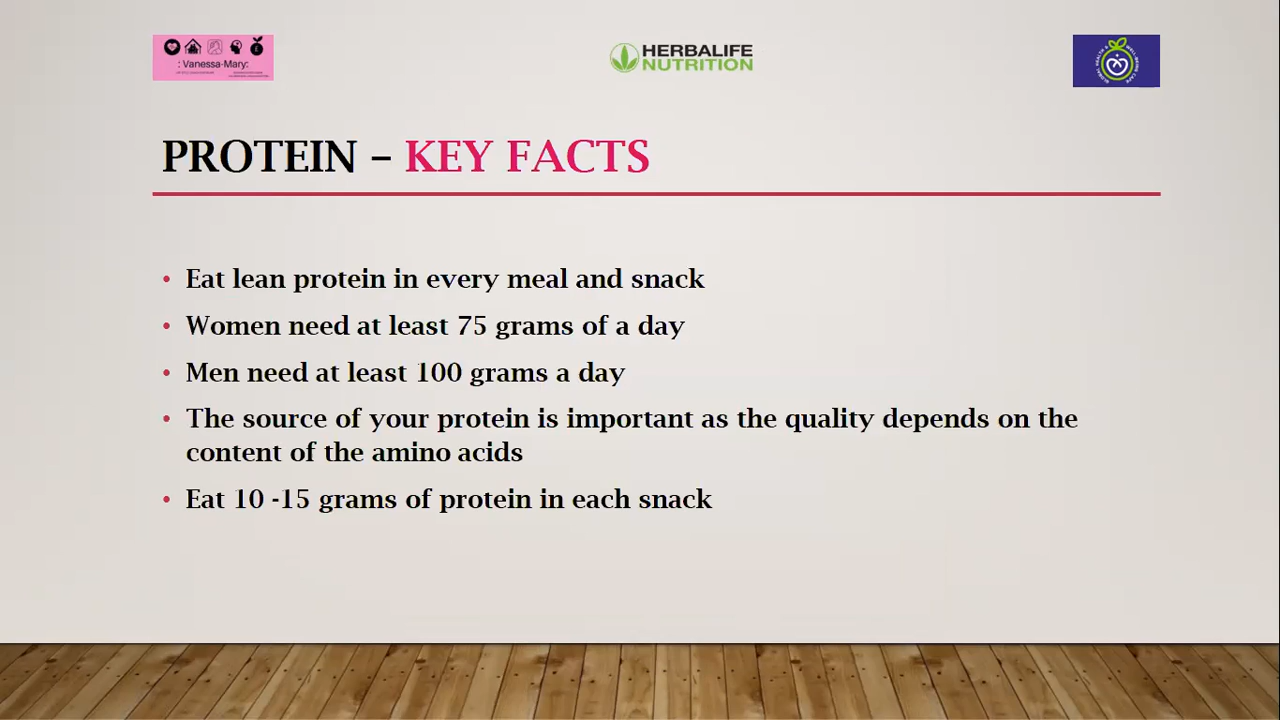 : Vanessa-Mary:
HERBALIFE
NUTRITION
PROTEIN – KEY FACTS
• Eat lean protein in every meal and snack
• Women need at least 75 grams of a day
• Men need at least 100 grams a day
• The source of your protein is important as the quality depends on the
content of the amino acids
• Eat 10 -15 grams of protein in each snack